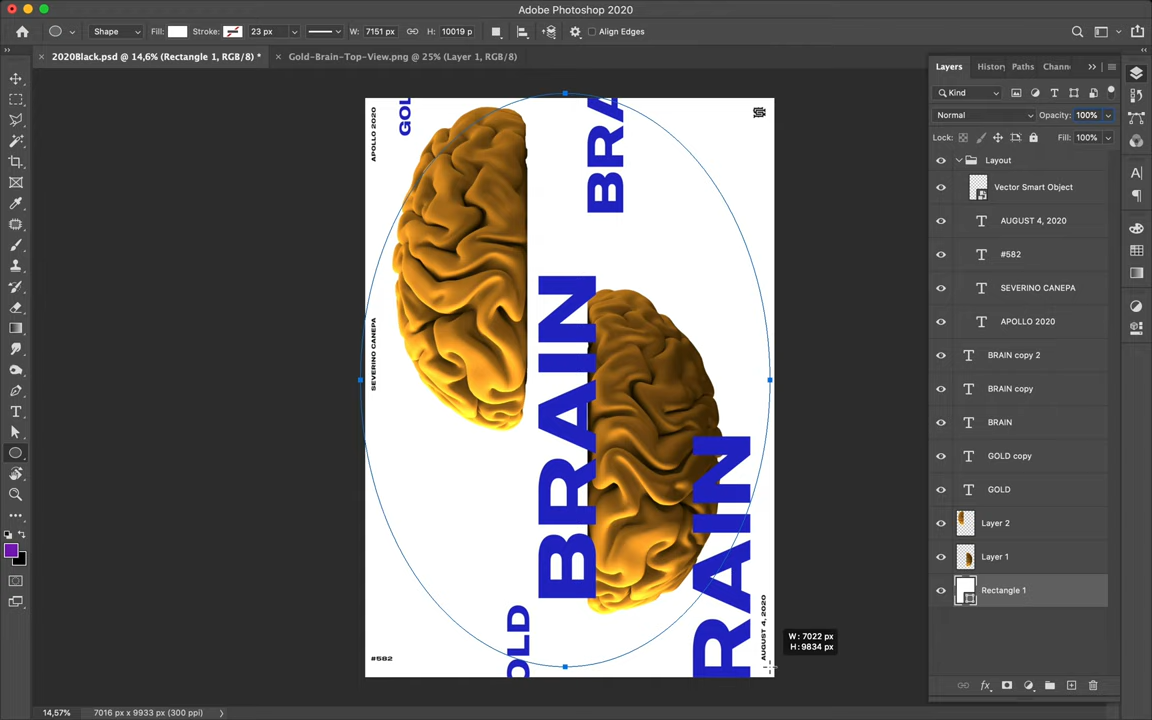 Adobe Photoshop 2020
Shape Fill: Stroke: 23 px W: 7151 px H: 10019 p Align Edges
2020Black.psd @ 14,6% (Rectangle 1, RGB/8) *
Gold-Brain-Top-View.png @ 25% (Layer 1, RGB/8)
Layers
History
Paths
Chann
Kind
Normal
Opacity: 100%
Lock:
Fill: 100%
Layout
Vector Smart Object
AUGUST 4, 2020
#582
SEVERINO CANEPA
APOLLO 2020
BRAIN copy 2
BRAIN copy
BRAIN
GOLD copy
GOLD
Layer 2
Layer 1
Rectangle 1
APOLLO 2020
GOL
BRA
BRAIN
SEVERINO CANEPA
RAIN
OLD
AUGUST 4, 2020
#582
W: 7022 px
H: 9834 px
14,57%
7016 px x 9933 px (300 ppi)